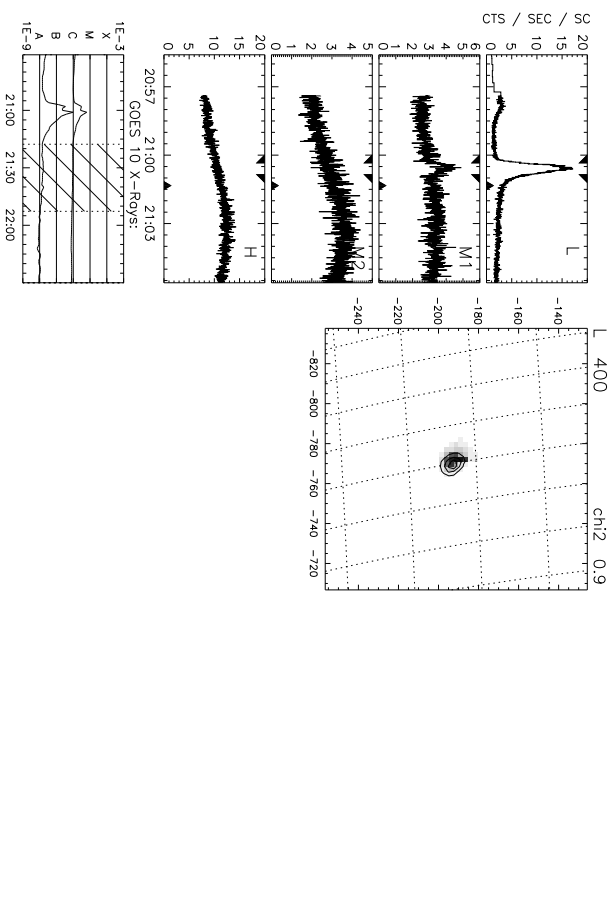 CTS / SEC / SC
0 5 10 15 20
L
0 1 2 3 4 5 6
M1
0 1 2 3 4 5
M2
0 5 10 15 20
H
20:57 21:00 21:03
GOES 10 X-Rays:
1E-3
X
M
C
B
A
1E-9
21:00 21:30 22:00
L 400 chi2 0.9
-140
-160
-180
-200
-220
-240
-820 -800 -780 -760 -740 -720